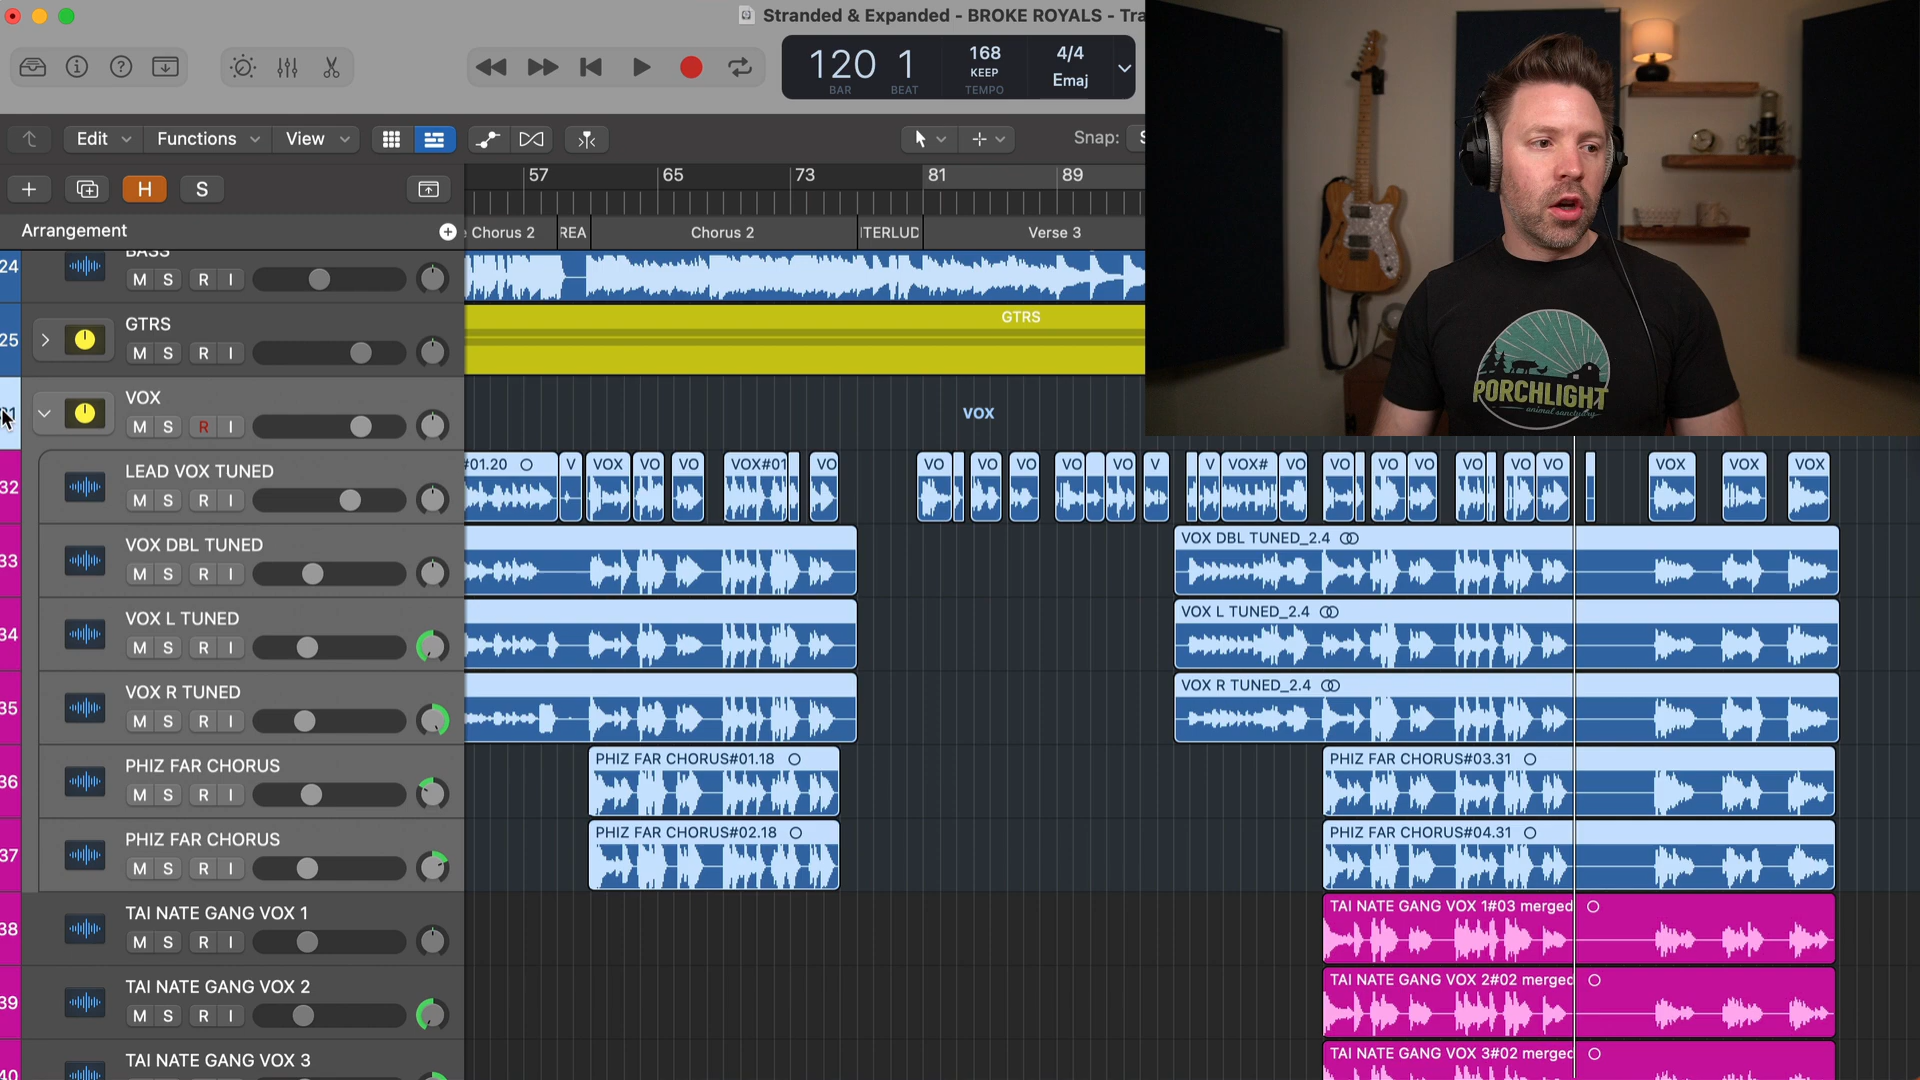 Stranded & Expanded - BROKE ROYALS - Tra
120 1 168 4/4
KEEP Emaj
BAR BEAT TEMPO
Edit Functions View Snap: S
57 65 73 81 89
H S
Arrangement
Chorus 2 REA Chorus 2 ITERLUD Verse 3
24 BASS
M S R I
25 GTRS GTRS
M S R I
VOX VOX
M S R I
32 LEAD VOX TUNED #01.20 V VOX VO VO VOX#01 VO VO VO VO VO VO V V VOX# VO VO VO VO VO VO VO VOX VOX VOX
M S R I
33 VOX DBL TUNED VOX DBL TUNED_2.4
M S R I
34 VOX L TUNED VOX L TUNED_2.4
M S R I
35 VOX R TUNED VOX R TUNED_2.4
M S R I
36 PHIZ FAR CHORUS PHIZ FAR CHORUS#01.18 PHIZ FAR CHORUS#03.31
M S R I
37 PHIZ FAR CHORUS PHIZ FAR CHORUS#02.18 PHIZ FAR CHORUS#04.31
M S R I
38 TAI NATE GANG VOX 1 TAI NATE GANG VOX 1#03 merged
M S R I
39 TAI NATE GANG VOX 2 TAI NATE GANG VOX 2#02 merged
M S R I
40 TAI NATE GANG VOX 3 TAI NATE GANG VOX 3#02 merged
PORCHLIGHT
animal sanctuary